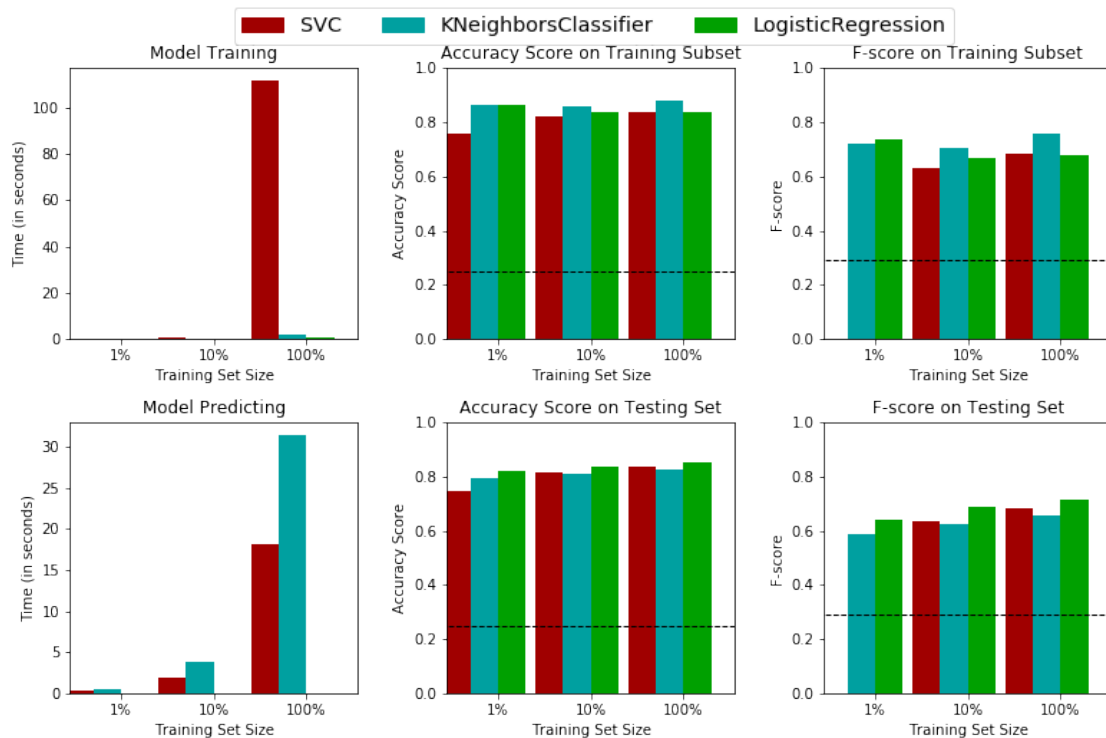 SVC KNeighborsClassifier LogisticRegression
Model Training
Time (in seconds)
100
80
60
40
20
0
1% 10% 100%
Training Set Size
Accuracy Score on Training Subset
Accuracy Score
1.0
0.8
0.6
0.4
0.2
0.0
1% 10% 100%
Training Set Size
F-score on Training Subset
F-score
1.0
0.8
0.6
0.4
0.2
0.0
1% 10% 100%
Training Set Size
Model Predicting
Time (in seconds)
30
25
20
15
10
5
0
1% 10% 100%
Training Set Size
Accuracy Score on Testing Set
Accuracy Score
1.0
0.8
0.6
0.4
0.2
0.0
1% 10% 100%
Training Set Size
F-score on Testing Set
F-score
1.0
0.8
0.6
0.4
0.2
0.0
1% 10% 100%
Training Set Size